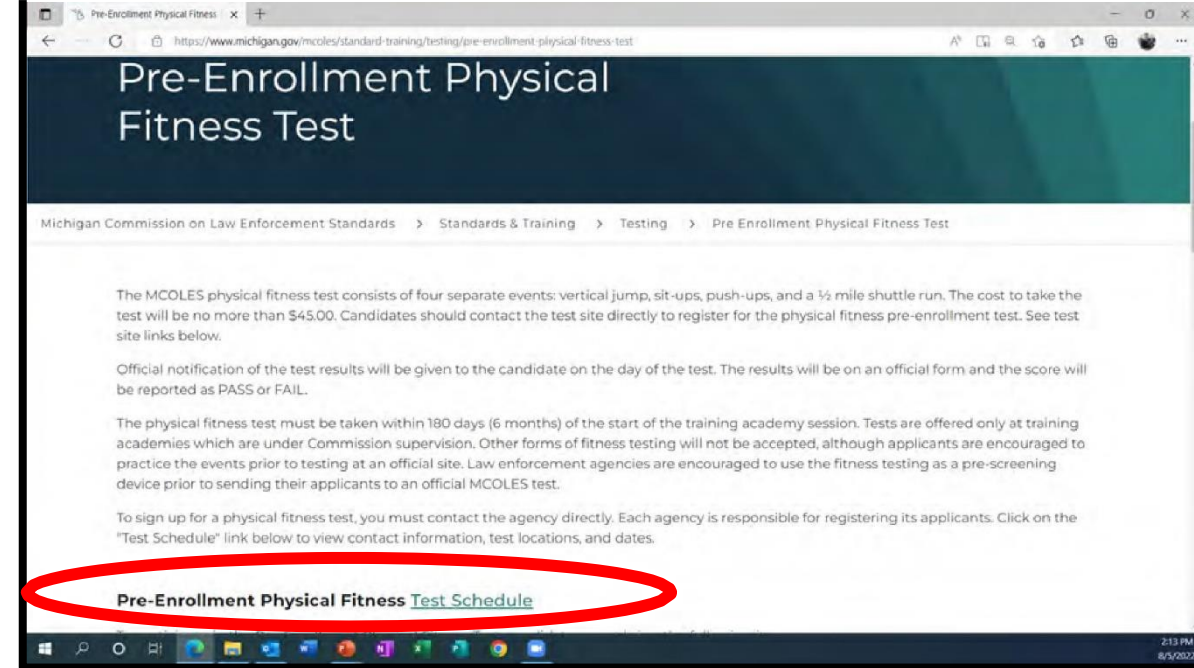 Pre-Enrollment Physical Fitness
https://www.michigan.gov/mcoles/standard-training/testing/pre-enrollment-physical-fitness-test
Pre-Enrollment Physical
Fitness Test
Michigan Commission on Law Enforcement Standards > Standards & Training > Testing > Pre Enrollment Physical Fitness Test
The MCOLES physical fitness test consists of four separate events: vertical jump, sit-ups, push-ups, and a ½ mile shuttle run. The cost to take the
test will be no more than $45.00. Candidates should contact the test site directly to register for the physical fitness pre-enrollment test. See test
site links below.
Official notification of the test results will be given to the candidate on the day of the test. The results will be on an official form and the score will
be reported as PASS or FAIL.
The physical fitness test must be taken within 180 days (6 months) of the start of the training academy session. Tests are offered only at training
academies which are under Commission supervision. Other forms of fitness testing will not be accepted, although applicants are encouraged to
practice the events prior to testing at an official site. Law enforcement agencies are encouraged to use the fitness testing as a pre-screening
device prior to sending their applicants to an official MCOLES test.
To sign up for a physical fitness test, you must contact the agency directly. Each agency is responsible for registering its applicants. Click on the
"Test Schedule" link below to view contact information, test locations, and dates.
Pre-Enrollment Physical Fitness Test Schedule
2:13 PM